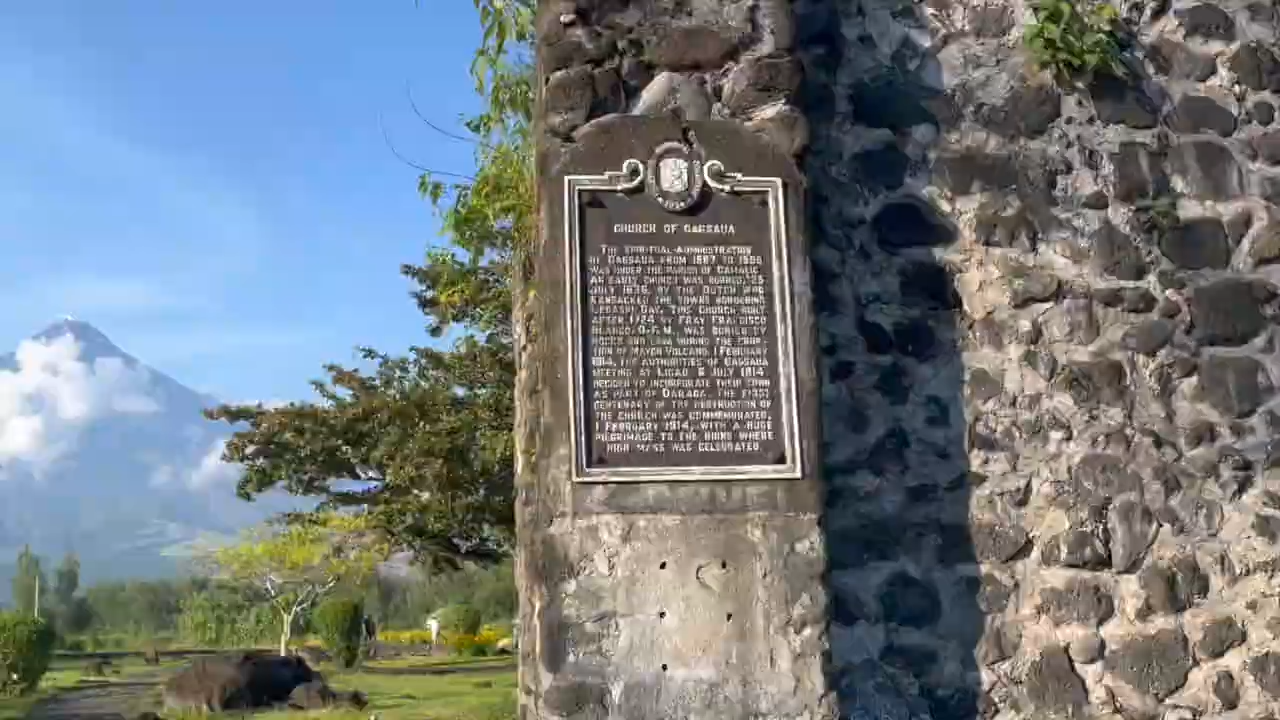 CHURCH OF CAGSAUA
THE SPIRITUAL ADMINISTRATION
OF CAGSAUA FROM 1587 TO 1595
WAS UNDER THE PARISH OF CAMALIG.
AN EARLY CHURCH WAS BURNED, 25
JULY 1636, BY THE DUTCH WHO
RANSACKED THE TOWNS BORDERING
BAY. THIS CHURCH, BUILT
AFTER 1724 BY FRAY FRANCISCO
BLANCO, O.F.M., WAS BURIED BY
ROCKS AND LAVA DURING THE ERUP-
TION OF MAYON VOLCANO, 1 FEBRUARY
1814. THE AUTHORITIES OF CAGSAUA
MEETING AT LIGAO 6 JULY 1814
DECIDED TO INCORPORATE THEIR TOWN
AS PART OF DARAGA. THE FIRST
CENTENARY OF THE DESTRUCTION OF
THE CHURCH WAS COMMEMORATED,
1 FEBRUARY 1914, WITH A HUGE
PILGRIMAGE TO THE RUINS WHERE
HIGH MASS WAS CELEBRATED.